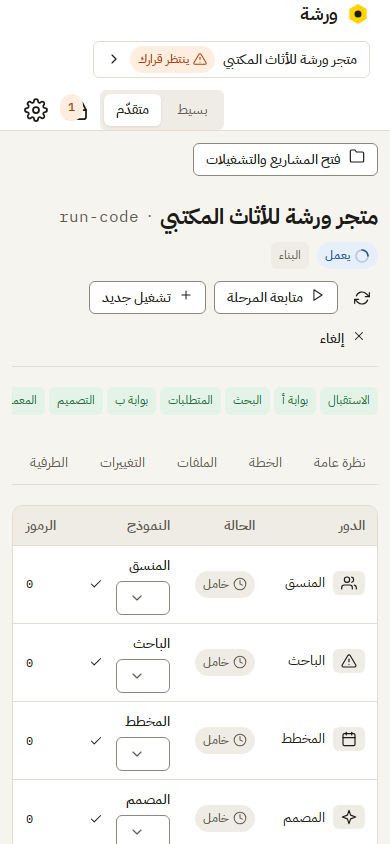 ورشة
متجر ورشة للأثاث المكتبي ينتظر قرارك
بسيط متقدّم 1
فتح المشاريع والتشغيلات
متجر ورشة للأثاث المكتبي · run-code
يعمل البناء
متابعة المرحلة تشغيل جديد
إلغاء
الاستقبال بوابة أ البحث المتطلبات بوابة ب التصميم المعم
نظرة عامة الخطة الملفات التغييرات الطرفية
الدور الحالة النموذج الرموز
المنسق
المنسق خامل 0
الباحث
الباحث خامل 0
المخطط
المخطط خامل 0
المصمم
المصمم خامل 0